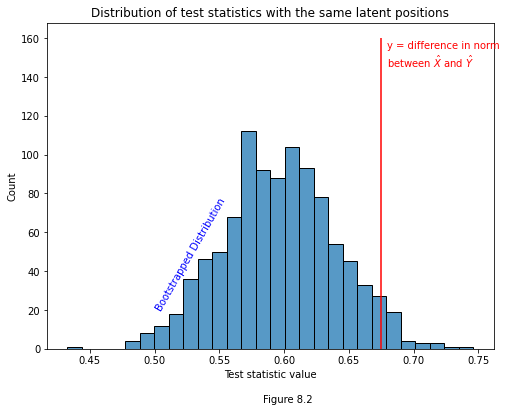 Distribution of test statistics with the same latent positions
y = difference in norm
between X̂ and Ŷ
Bootstrapped Distribution
Count
160
140
120
100
80
60
40
20
0
0.45 0.50 0.55 0.60 0.65 0.70 0.75
Test statistic value
Figure 8.2